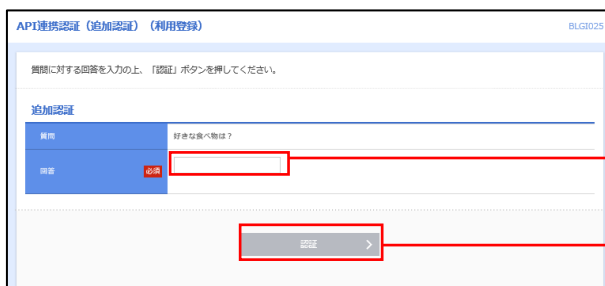 API連携認証（追加認証）（利用登録）
BLGI025
質問に対する回答を入力の上、「認証」ボタンを押してください。
追加認証
質問
好きな食べ物は？
回答
必須
認証